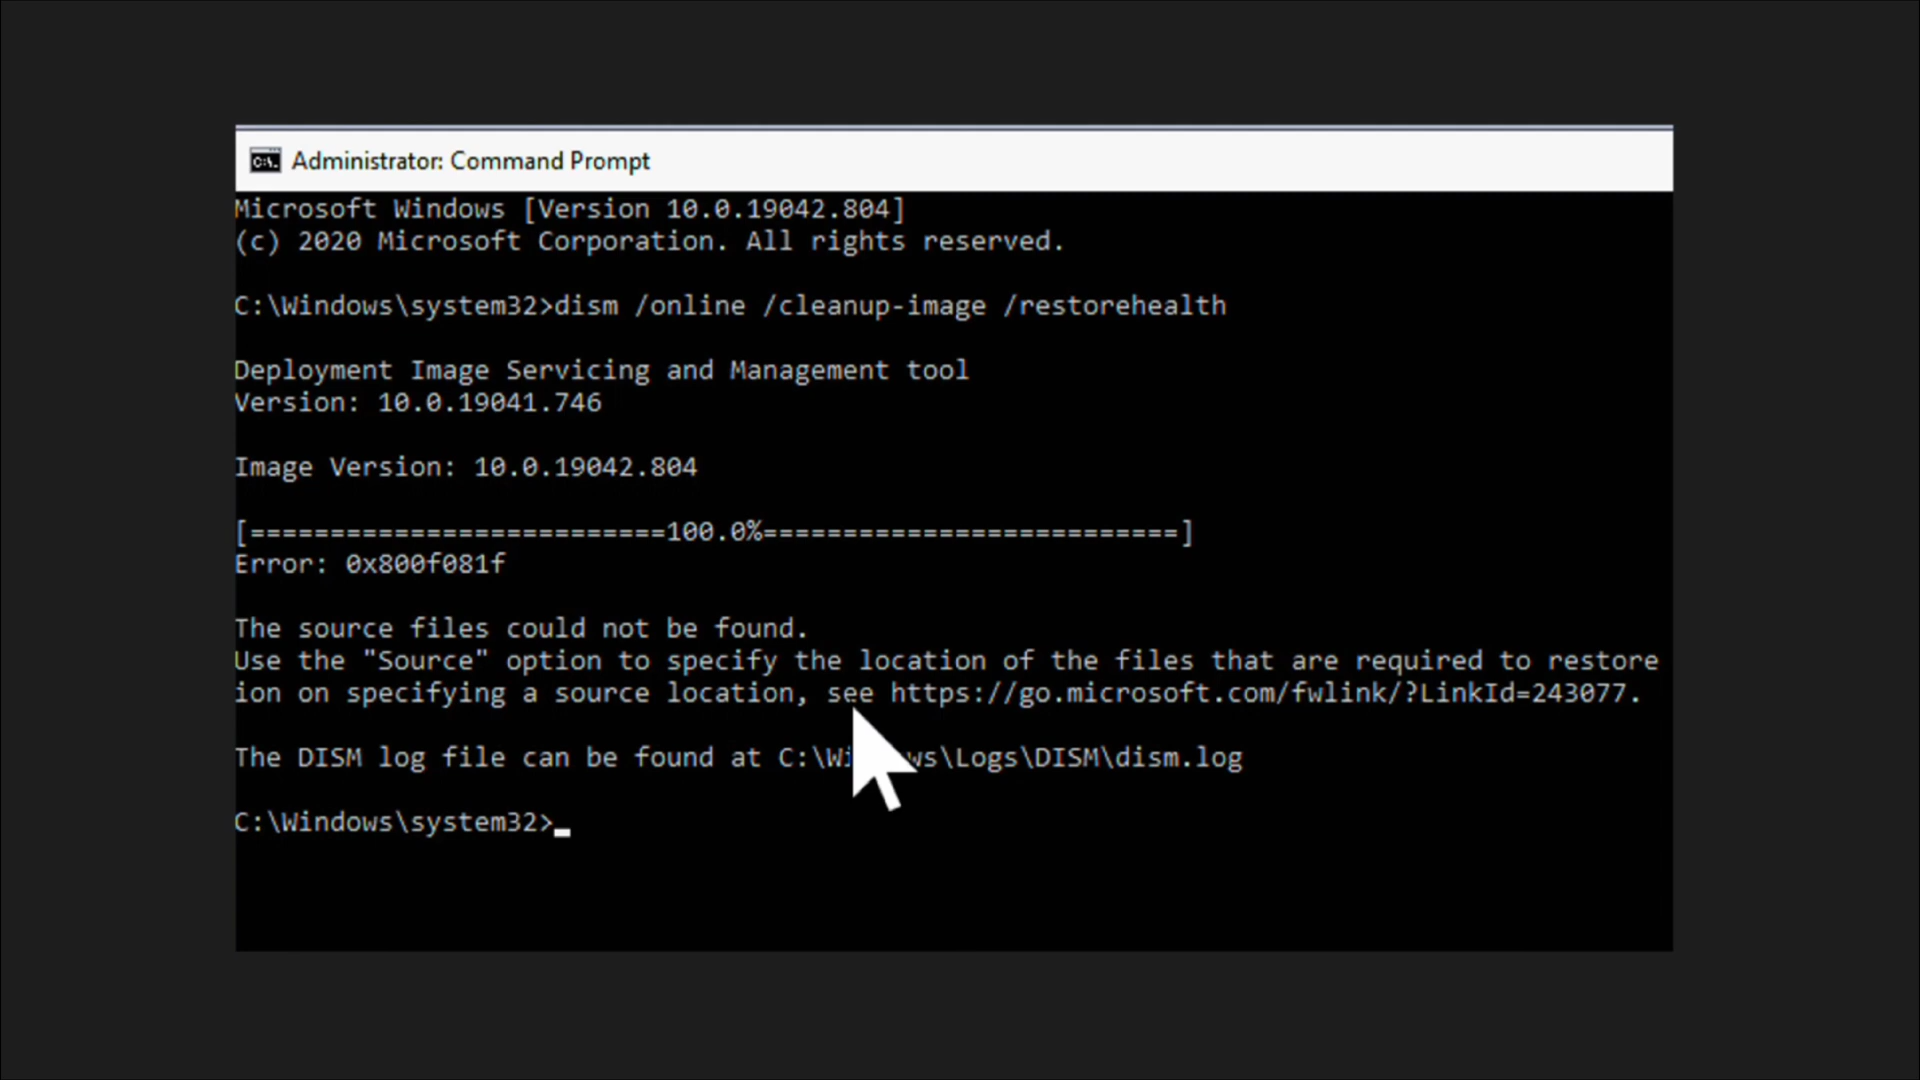 Administrator: Command Prompt
Microsoft Windows [Version 10.0.19042.804]
(c) 2020 Microsoft Corporation. All rights reserved.
C:\Windows\system32>dism /online /cleanup-image /restorehealth
Deployment Image Servicing and Management tool
Version: 10.0.19041.746
Image Version: 10.0.19042.804
[==========================100.0%==========================]
Error: 0x800f081f
The source files could not be found.
Use the "Source" option to specify the location of the files that are required to restore
ion on specifying a source location, see https://go.microsoft.com/fwlink/?LinkId=243077.
The DISM log file can be found at C:\Wi ws\Logs\DISM\dism.log
C:\Windows\system32>_